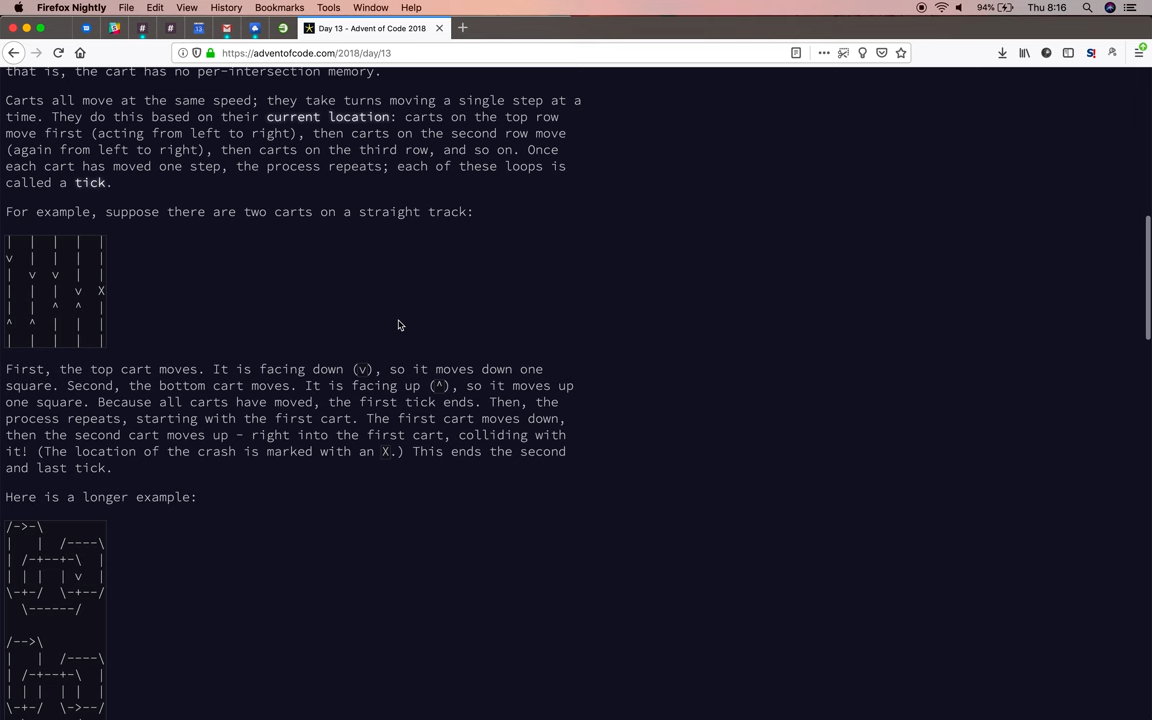 Firefox Nightly File Edit View History Bookmarks Tools Window Help 94% Thu 8:16
Day 13 - Advent of Code 2018
https://adventofcode.com/2018/day/13
that is, the cart has no per-intersection memory.
Carts all move at the same speed; they take turns moving a single step at a
time. They do this based on their current location: carts on the top row
move first (acting from left to right), then carts on the second row move
(again from left to right), then carts on the third row, and so on. Once
each cart has moved one step, the process repeats; each of these loops is
called a tick.
For example, suppose there are two carts on a straight track:
|  |  |  |  |
v  |  |  |  |
|  v  v  |  |
|  |  |  v  X
|  |  ^  ^  |
^  ^  |  |  |
|  |  |  |  |
First, the top cart moves. It is facing down (v), so it moves down one
square. Second, the bottom cart moves. It is facing up (^), so it moves up
one square. Because all carts have moved, the first tick ends. Then, the
process repeats, starting with the first cart. The first cart moves down,
then the second cart moves up - right into the first cart, colliding with
it! (The location of the crash is marked with an X.) This ends the second
and last tick.
Here is a longer example:
/->-\
|   |  /----\
| /-+--+-\  |
| | |  | v  |
\-+-/  \-+--/
  \------/
/-->\
|   |  /----\
| /-+--+-\  |
| | |  | |  |
\-+-/  \->--/